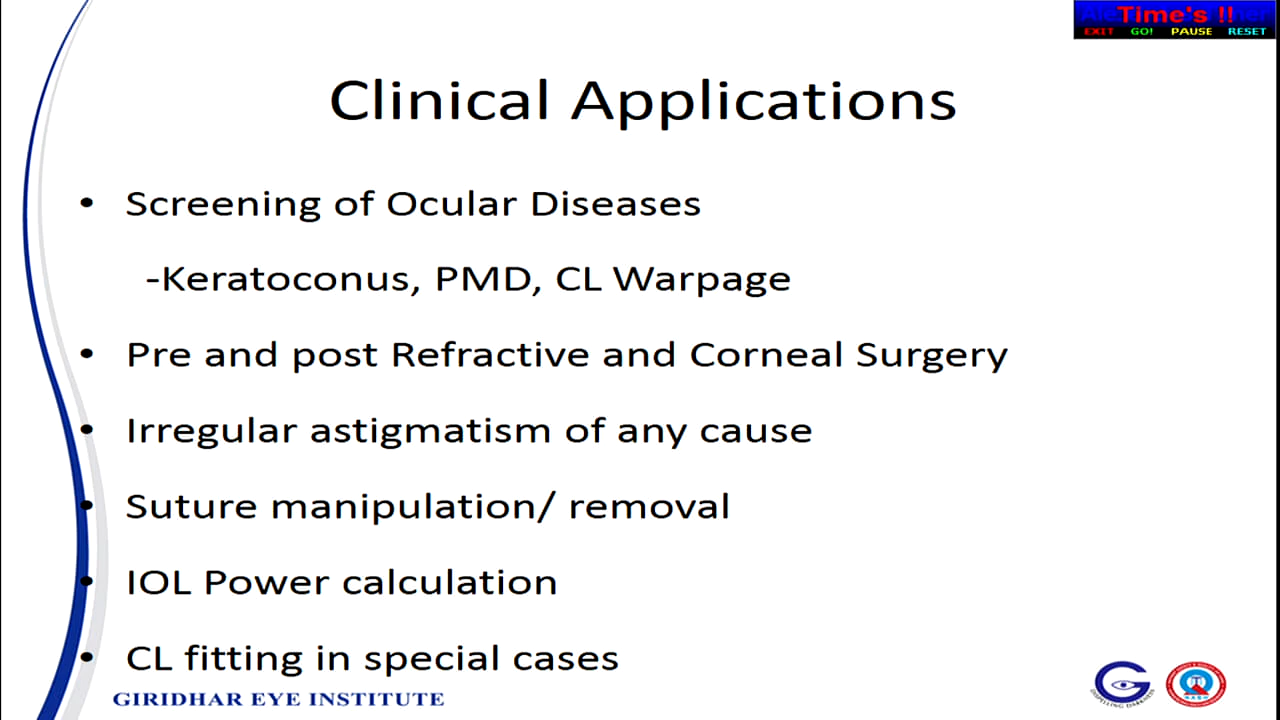 Time's !!
EXIT GO! PAUSE RESET
Clinical Applications
• Screening of Ocular Diseases
-Keratoconus, PMD, CL Warpage
• Pre and post Refractive and Corneal Surgery
• Irregular astigmatism of any cause
• Suture manipulation/ removal
• IOL Power calculation
• CL fitting in special cases
GIRIDHAR EYE INSTITUTE